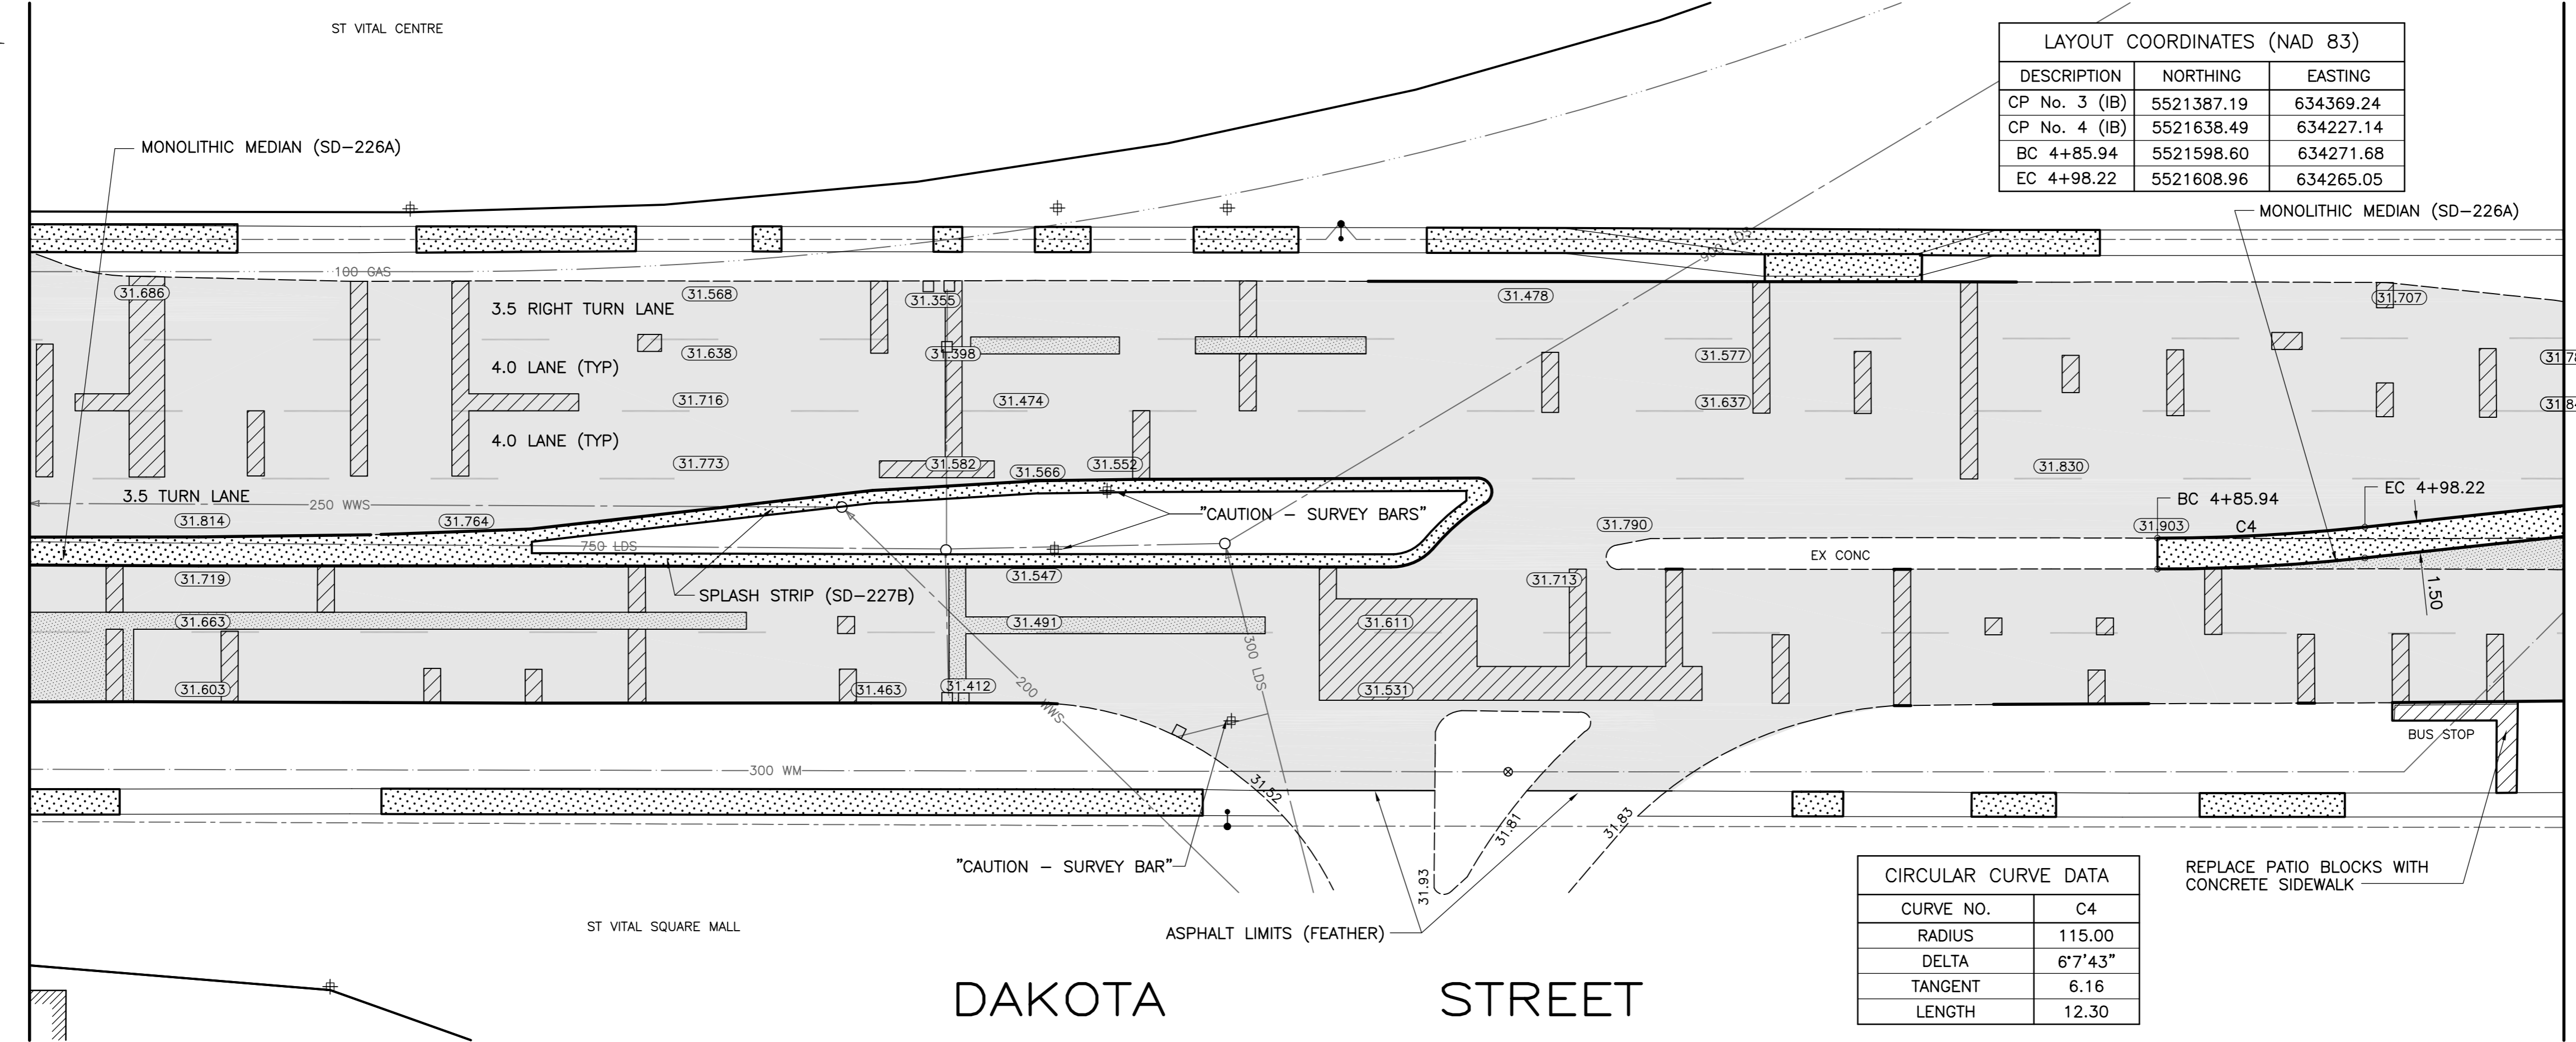 ST VITAL CENTRE
LAYOUT COORDINATES (NAD 83)
DESCRIPTION NORTHING EASTING
CP No. 3 (IB) 5521387.19 634369.24
CP No. 4 (IB) 5521638.49 634227.14
BC 4+85.94 5521598.60 634271.68
EC 4+98.22 5521608.96 634265.05
MONOLITHIC MEDIAN (SD-226A)
MONOLITHIC MEDIAN (SD-226A)
900 LDS
100 GAS
31.686
31.568
31.355
31.478
31.707
3.5 RIGHT TURN LANE
31.638
31.398
31.577
4.0 LANE (TYP)
31.716
31.474
31.637
4.0 LANE (TYP)
31.773
31.582
31.566
31.552
31.830
3.5 TURN LANE
250 WWS
31.814
31.764
"CAUTION - SURVEY BARS"
31.790
BC 4+85.94
EC 4+98.22
31.903
C4
750 LDS
EX CONC
31.719
31.547
31.713
1.50
SPLASH STRIP (SD-227B)
31.663
31.491
31.611
300 LDS
31.603
31.463
31.412
31.531
200 WWS
BUS STOP
300 WM
31.52
31.81
31.83
31.93
"CAUTION - SURVEY BAR"
REPLACE PATIO BLOCKS WITH
CONCRETE SIDEWALK
ST VITAL SQUARE MALL
ASPHALT LIMITS (FEATHER)
CIRCULAR CURVE DATA
CURVE NO. C4
RADIUS 115.00
DELTA 6°7'43"
TANGENT 6.16
LENGTH 12.30
DAKOTA STREET